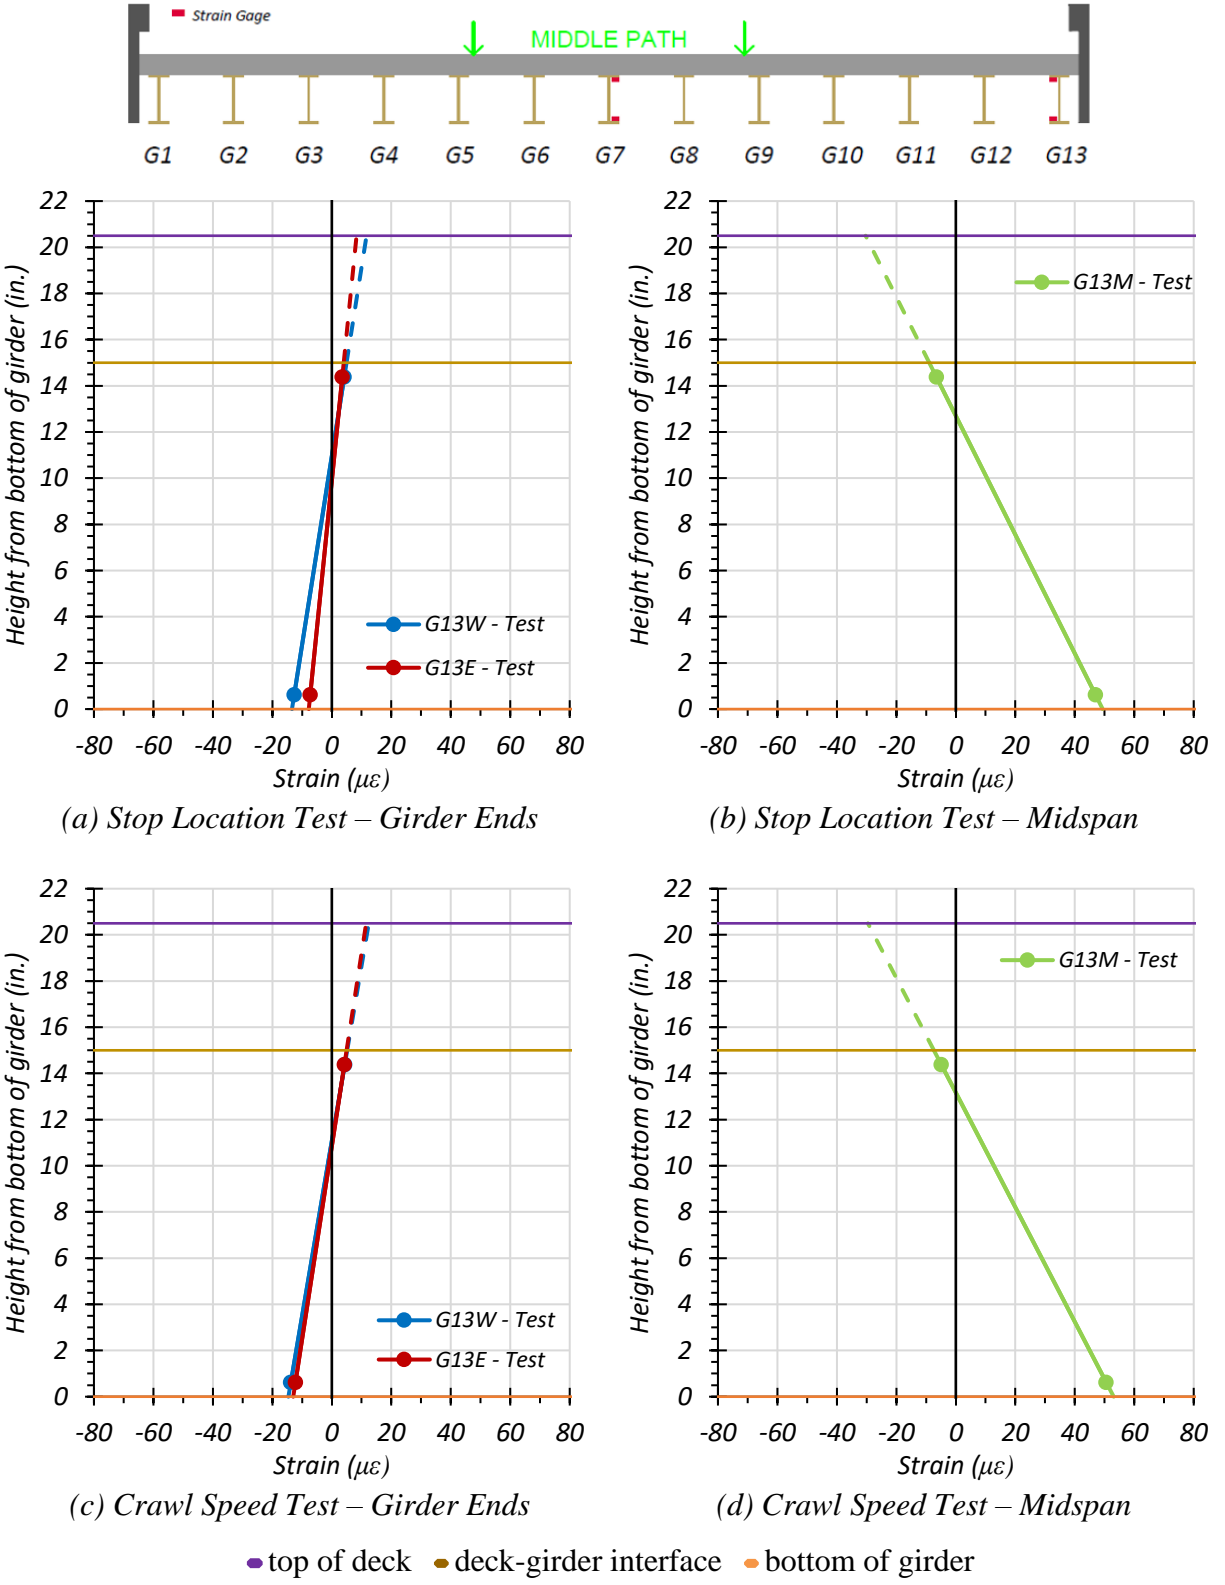 Strain Gage
MIDDLE PATH
G1 G2 G3 G4 G5 G6 G7 G8 G9 G10 G11 G12 G13
Height from bottom of girder (in.)
22
20
18
16
14
12
10
8
6
4
2
0
G13W - Test
G13E - Test
-80 -60 -40 -20 0 20 40 60 80
Strain (με)
(a) Stop Location Test – Girder Ends
Height from bottom of girder (in.)
22
20
18
16
14
12
10
8
6
4
2
0
G13M - Test
-80 -60 -40 -20 0 20 40 60 80
Strain (με)
(b) Stop Location Test – Midspan
Height from bottom of girder (in.)
22
20
18
16
14
12
10
8
6
4
2
0
G13W - Test
G13E - Test
-80 -60 -40 -20 0 20 40 60 80
Strain (με)
(c) Crawl Speed Test – Girder Ends
Height from bottom of girder (in.)
22
20
18
16
14
12
10
8
6
4
2
0
G13M - Test
-80 -60 -40 -20 0 20 40 60 80
Strain (με)
(d) Crawl Speed Test – Midspan
top of deck deck-girder interface bottom of girder